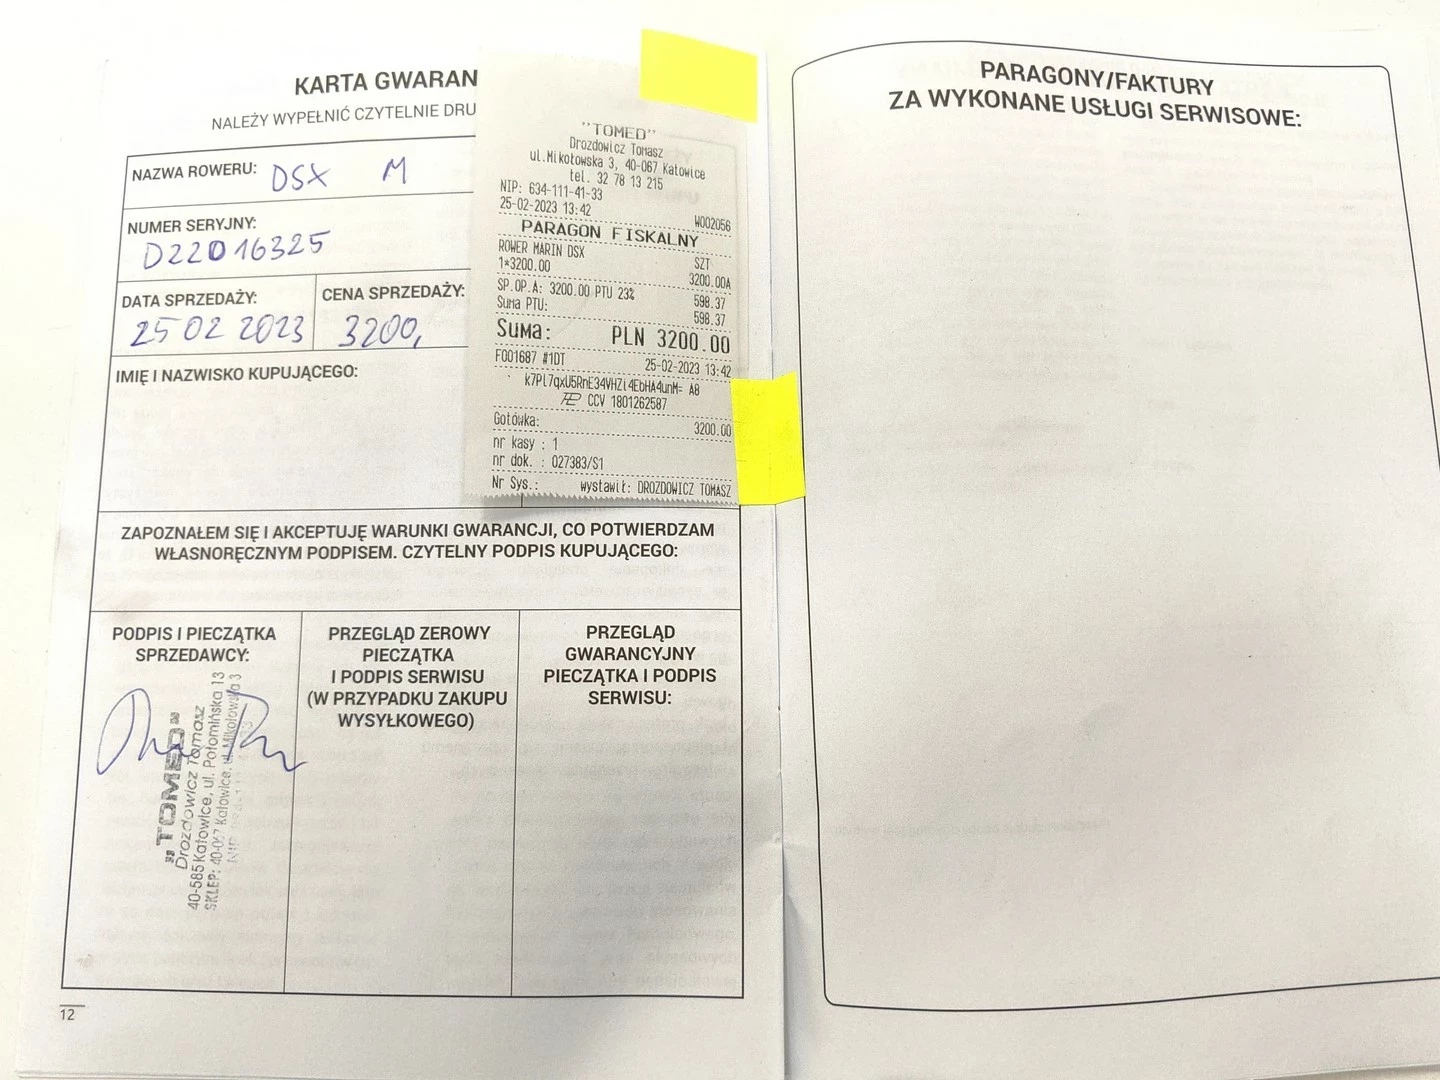 KARTA GWARAN
NALEŻY WYPEŁNIĆ CZYTELNIE DRU
NAZWA ROWERU: DSX M
NUMER SERYJNY:
D22D16325
DATA SPRZEDAŻY:
25 02 2023
CENA SPRZEDAŻY:
3200,
IMIĘ I NAZWISKO KUPUJĄCEGO:
"TOMED"
Drozdowicz Tomasz
ul.Mikołowska 3, 40-067 Katowice
tel. 32 78 13 215
NIP: 634-111-41-33
25-02-2023 13:42 W002056
PARAGON FISKALNY
ROWER MARIN DSX SZT
1*3200.00 3200.00A
SP.OP.A: 3200.00 PTU 23% 598.37
Suma PTU: 598.37
Suma: PLN 3200.00
F001687 #1DT 25-02-2023 13:42
k7Pl7qxU5RnE34VHZl4EbHA4unM= A8
CCV 1801262587
Gotówka: 3200.00
nr kasy : 1
nr dok. : 027383/S1
Nr Sys.: wystawił: DROZDOWICZ TOMASZ
ZAPOZNAŁEM SIĘ I AKCEPTUJĘ WARUNKI GWARANCJI, CO POTWIERDZAM
WŁASNORĘCZNYM PODPISEM. CZYTELNY PODPIS KUPUJĄCEGO:
PODPIS I PIECZĄTKA
SPRZEDAWCY:
"TOMED"
Drozdowicz Tomasz
40-585 Katowice, ul. Połomińska 13
SKLEP: 40-067 Katowice, ul. Mikołowska 3
PRZEGLĄD ZEROWY
PIECZĄTKA
I PODPIS SERWISU
(W PRZYPADKU ZAKUPU
WYSYŁKOWEGO)
PRZEGLĄD
GWARANCYJNY
PIECZĄTKA I PODPIS
SERWISU:
12
PARAGONY/FAKTURY
ZA WYKONANE USŁUGI SERWISOWE: